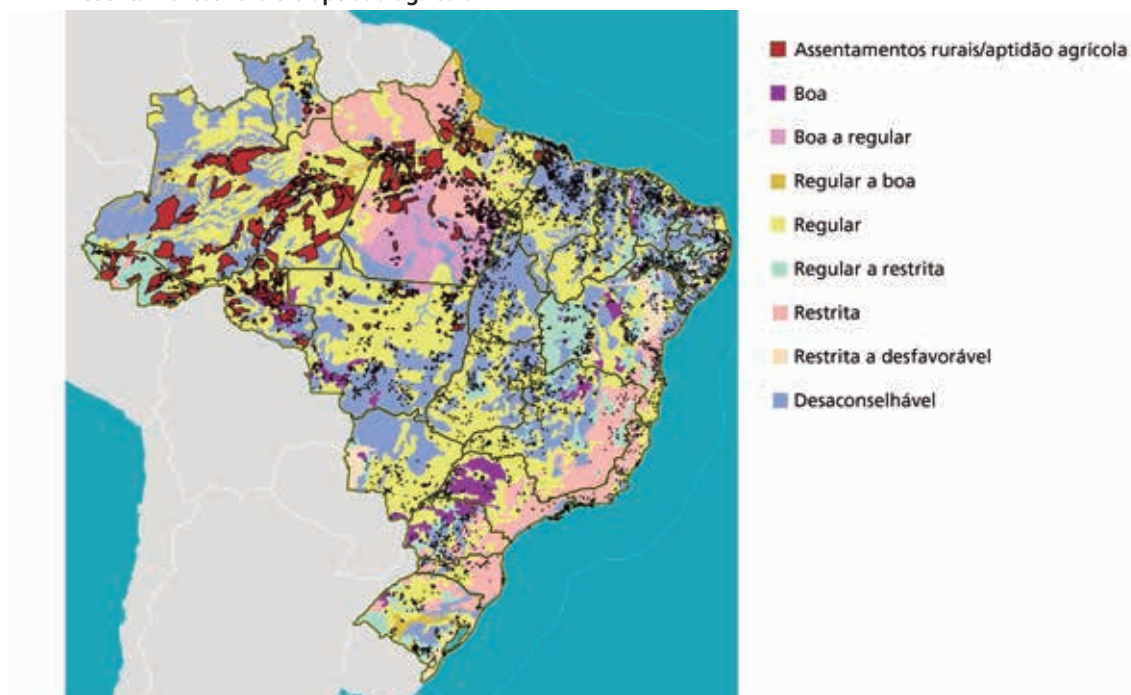 Assentamentos rurais/aptidão agrícola
Boa
Boa a regular
Regular a boa
Regular
Regular a restrita
Restrita
Restrita a desfavorável
Desaconselhável